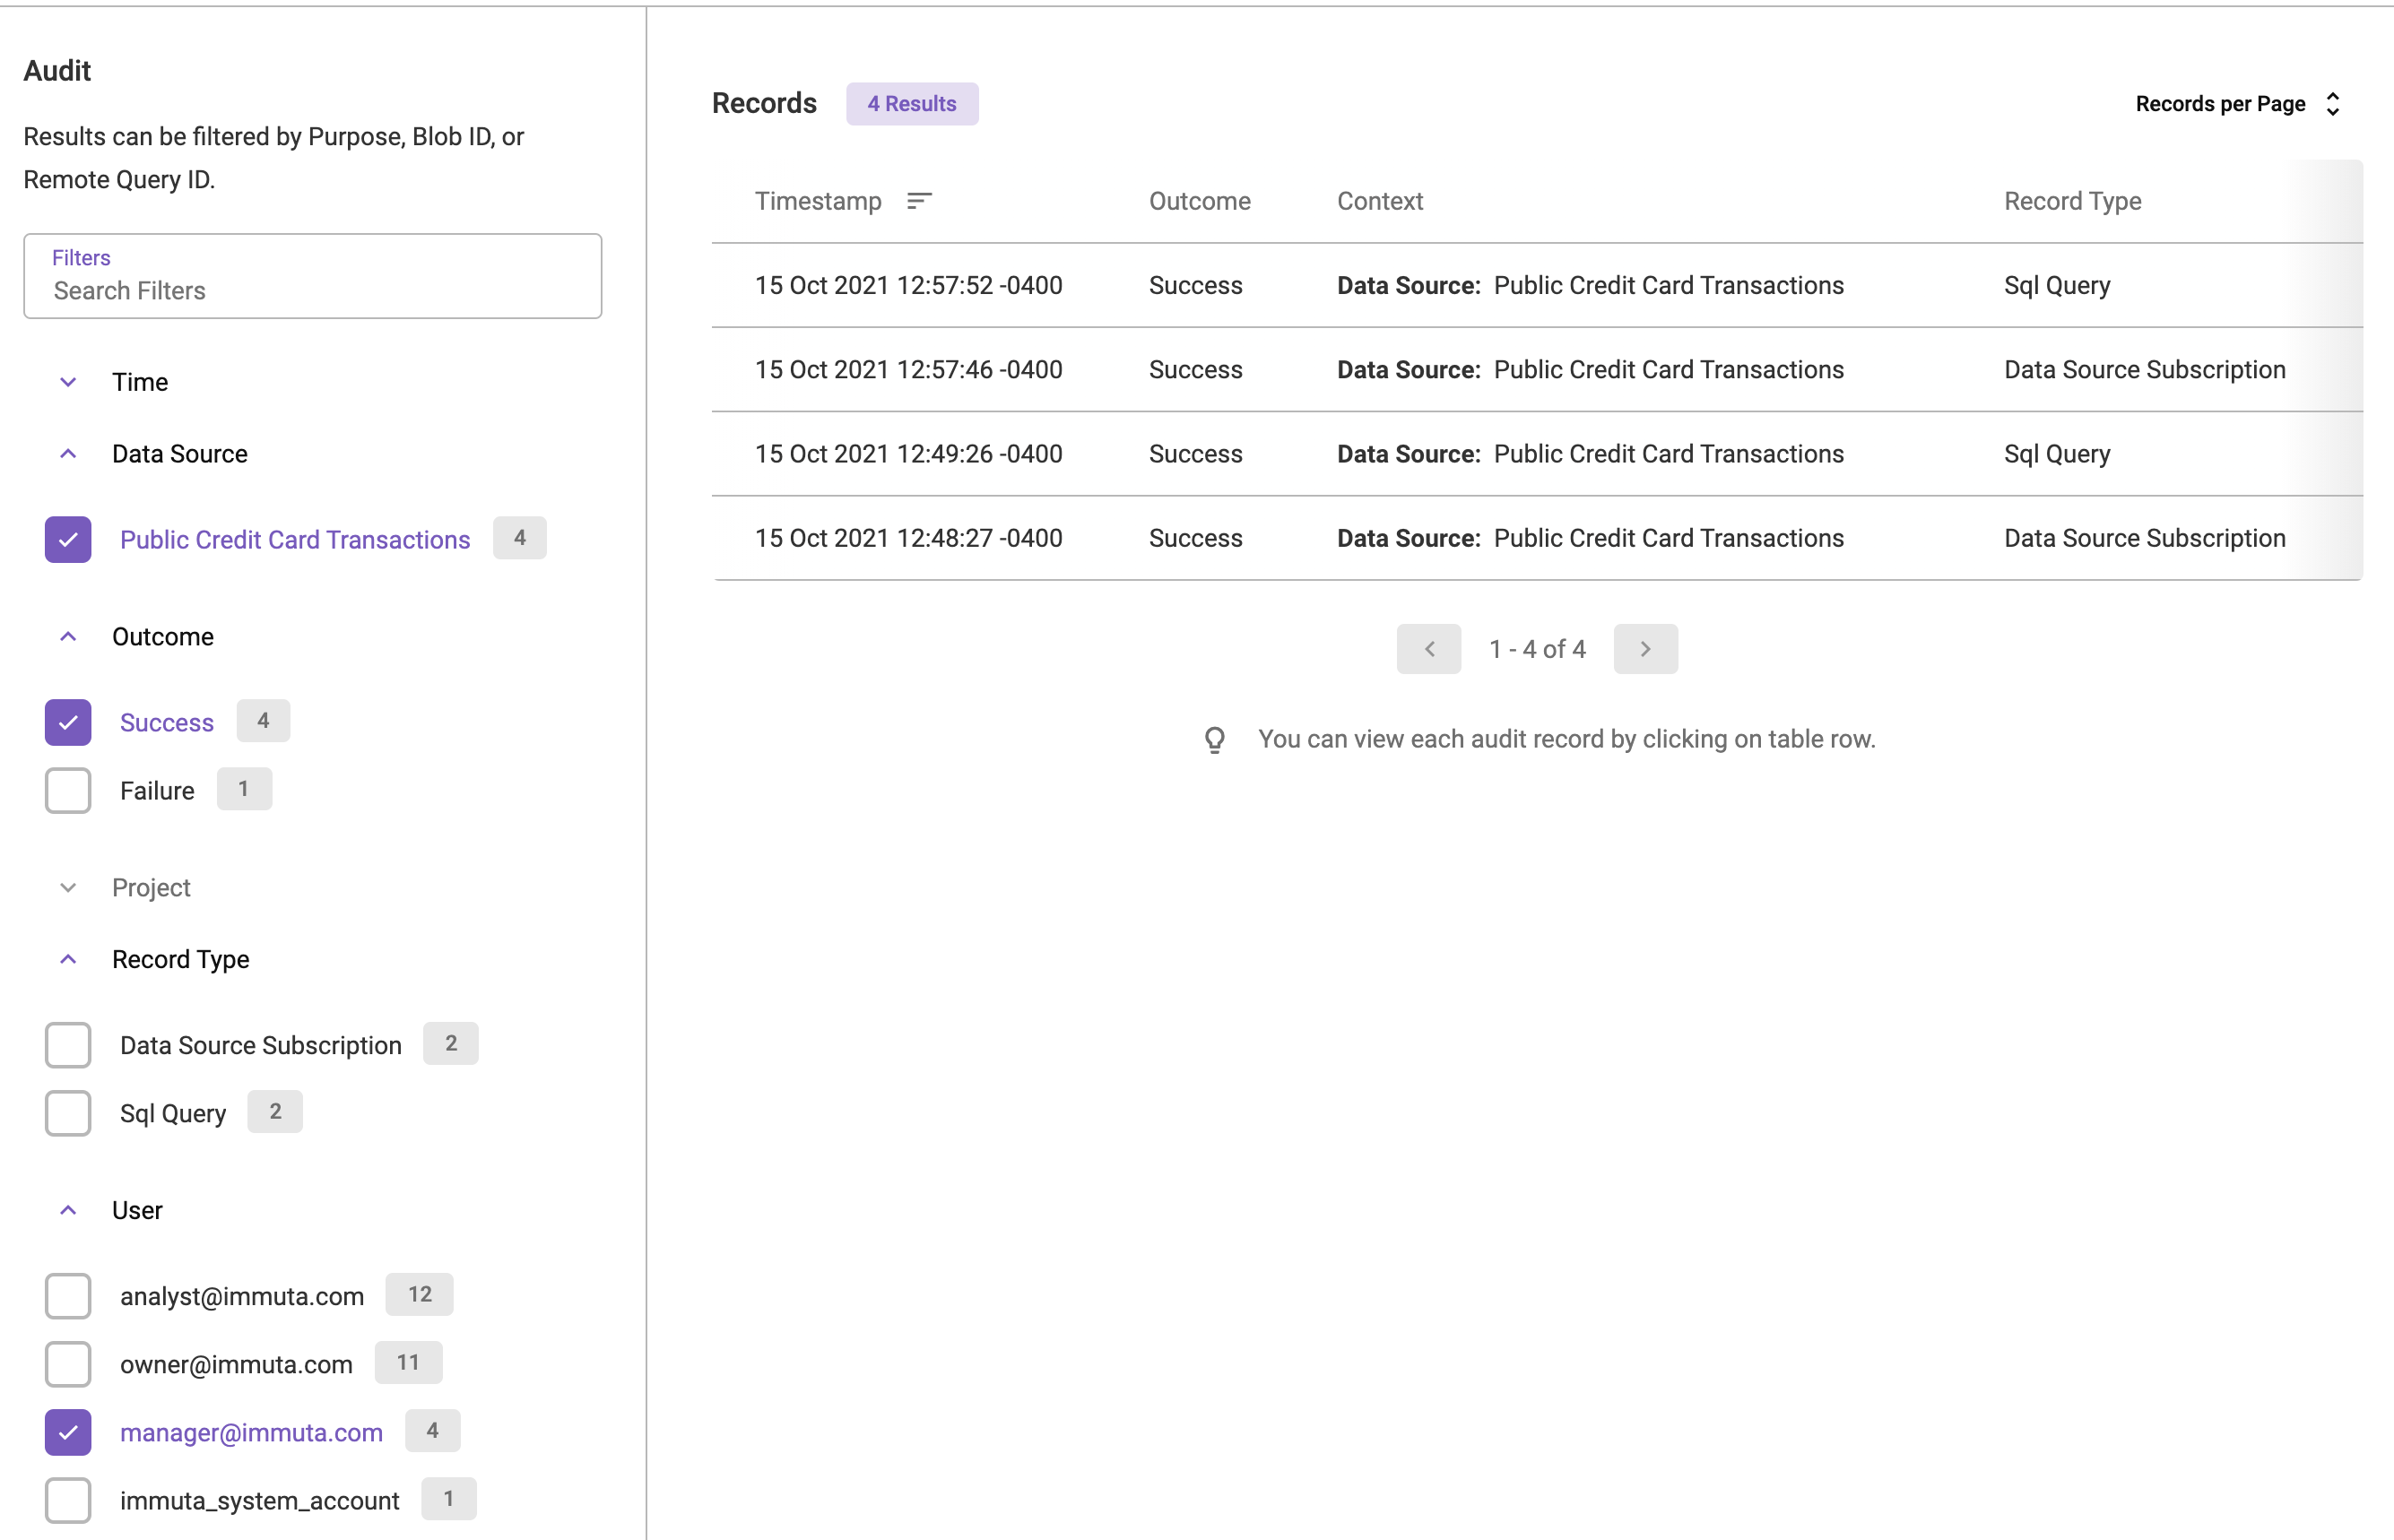 Audit
Results can be filtered by Purpose, Blob ID, or
Remote Query ID.
Filters
Search Filters
Time
Data Source
Public Credit Card Transactions 4
Outcome
Success 4
Failure 1
Project
Record Type
Data Source Subscription 2
Sql Query 2
User
analyst@immuta.com 12
owner@immuta.com 11
manager@immuta.com 4
immuta_system_account 1
Records 4 Results Records per Page
Timestamp Outcome Context Record Type
15 Oct 2021 12:57:52 -0400 Success Data Source: Public Credit Card Transactions Sql Query
15 Oct 2021 12:57:46 -0400 Success Data Source: Public Credit Card Transactions Data Source Subscription
15 Oct 2021 12:49:26 -0400 Success Data Source: Public Credit Card Transactions Sql Query
15 Oct 2021 12:48:27 -0400 Success Data Source: Public Credit Card Transactions Data Source Subscription
1 - 4 of 4
You can view each audit record by clicking on table row.